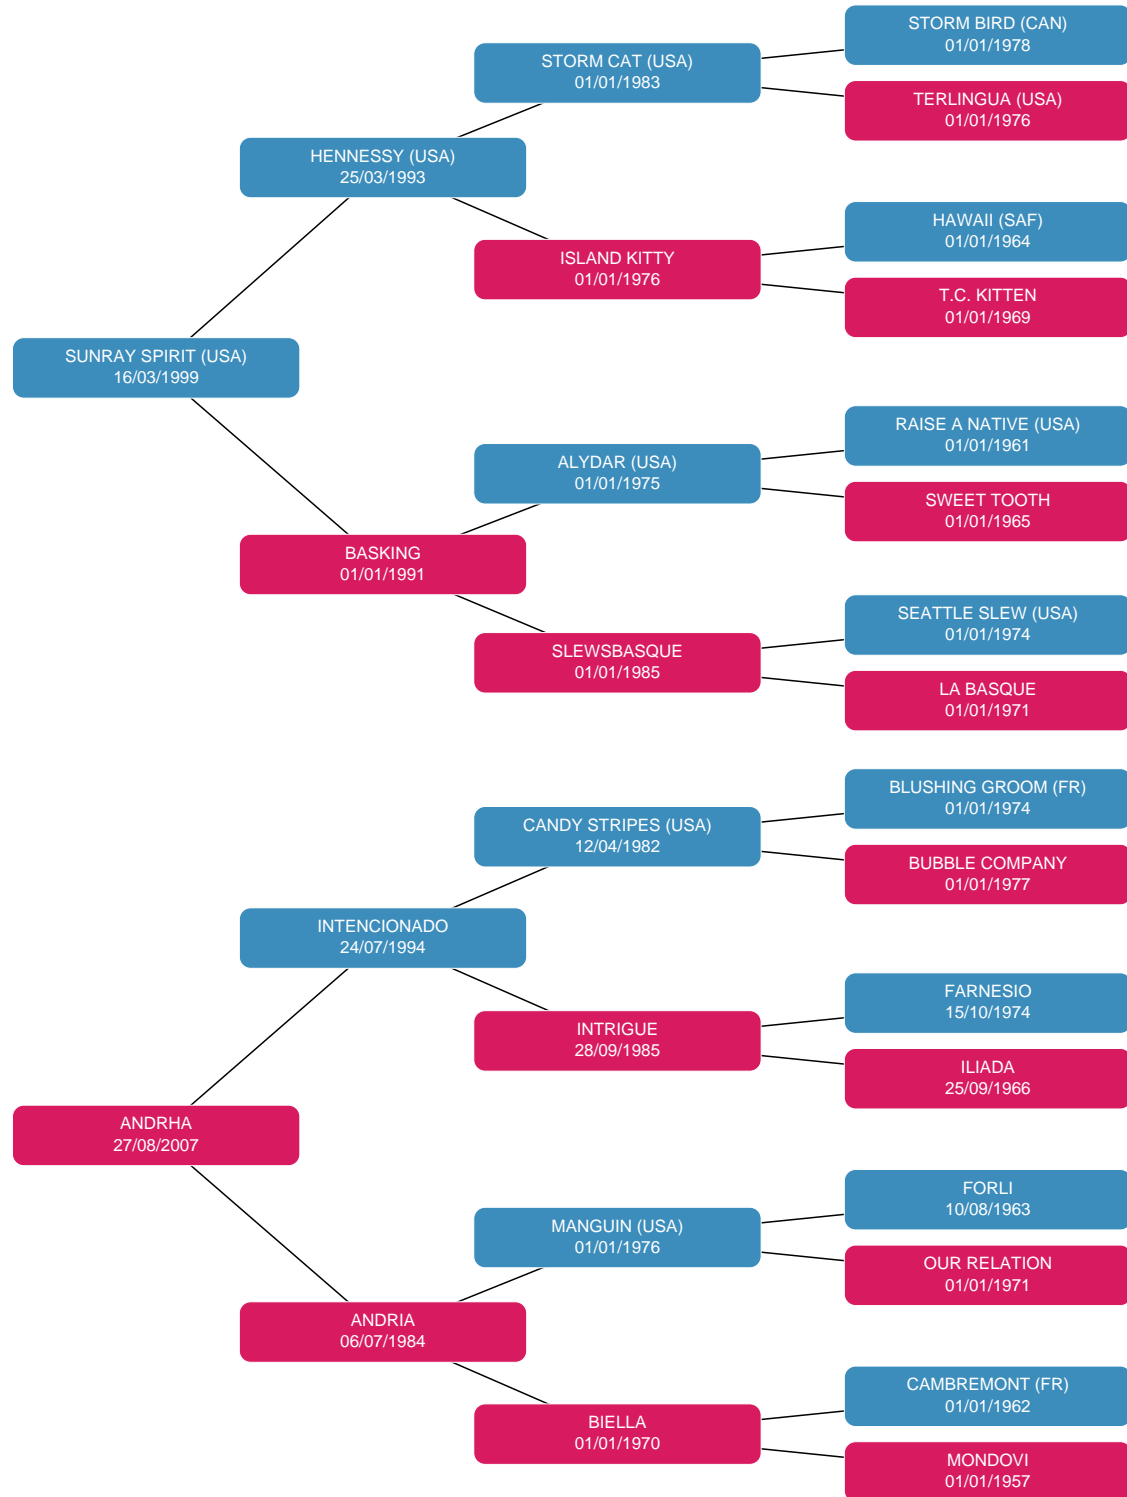 STORM BIRD (CAN)
01/01/1978
STORM CAT (USA)
01/01/1983
TERLINGUA (USA)
01/01/1976
HENNESSY (USA)
25/03/1993
HAWAII (SAF)
01/01/1964
ISLAND KITTY
01/01/1976
T.C. KITTEN
01/01/1969
SUNRAY SPIRIT (USA)
16/03/1999
RAISE A NATIVE (USA)
01/01/1961
ALYDAR (USA)
01/01/1975
SWEET TOOTH
01/01/1965
BASKING
01/01/1991
SEATTLE SLEW (USA)
01/01/1974
SLEWSBASQUE
01/01/1985
LA BASQUE
01/01/1971
BLUSHING GROOM (FR)
01/01/1974
CANDY STRIPES (USA)
12/04/1982
BUBBLE COMPANY
01/01/1977
INTENCIONADO
24/07/1994
FARNESIO
15/10/1974
INTRIGUE
28/09/1985
ILIADA
25/09/1966
ANDRHA
27/08/2007
FORLI
10/08/1963
MANGUIN (USA)
01/01/1976
OUR RELATION
01/01/1971
ANDRIA
06/07/1984
CAMBREMONT (FR)
01/01/1962
BIELLA
01/01/1970
MONDOVI
01/01/1957